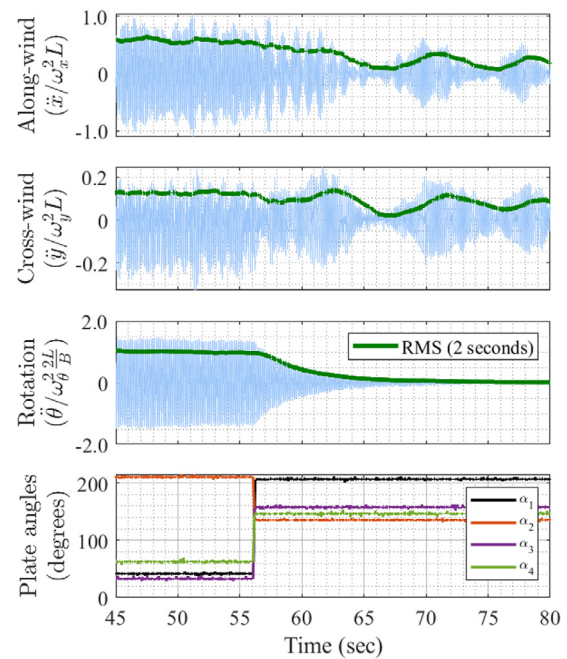 Along-wind
(ẍ/ω²ₓL)
1.0
0
-1.0
Cross-wind
(ÿ/ω²ᵧL)
0.2
0
-0.2
Rotation
(θ̈/ω²_θ 2L/B)
2.0
0
-2.0
RMS (2 seconds)
Plate angles
(degrees)
200
100
0
α₁
α₂
α₃
α₄
45 50 55 60 65 70 75 80
Time (sec)